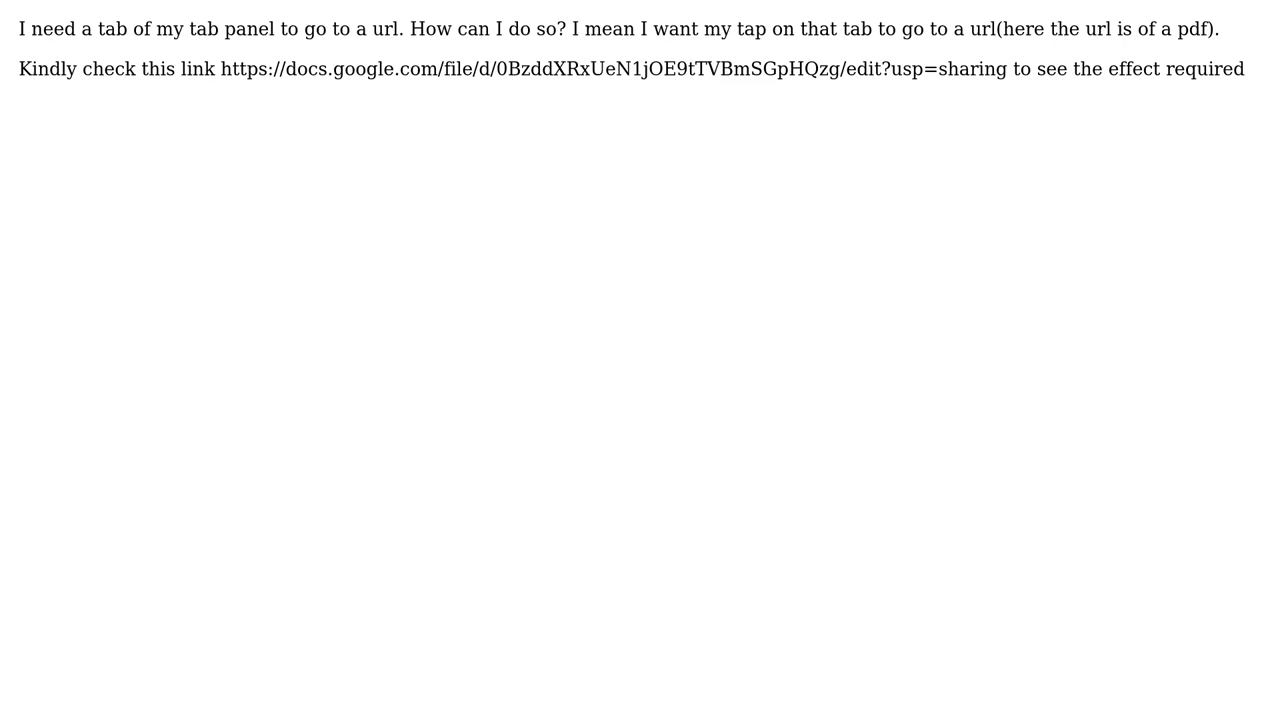 I need a tab of my tab panel to go to a url. How can I do so? I mean I want my tap on that tab to go to a url(here the url is of a pdf).
Kindly check this link https://docs.google.com/file/d/0BzddXRxUeN1jOE9tTVBmSGpHQzg/edit?usp=sharing to see the effect required